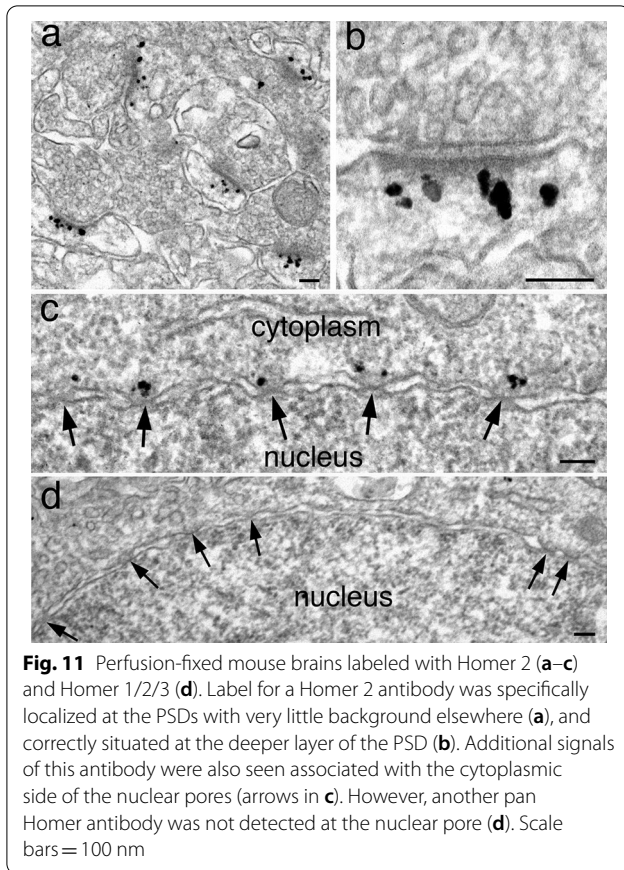 a
b
c
cytoplasm
nucleus
d
nucleus
Fig. 11 Perfusion-fixed mouse brains labeled with Homer 2 (a–c)
and Homer 1/2/3 (d). Label for a Homer 2 antibody was specifically
localized at the PSDs with very little background elsewhere (a), and
correctly situated at the deeper layer of the PSD (b). Additional signals
of this antibody were also seen associated with the cytoplasmic
side of the nuclear pores (arrows in c). However, another pan
Homer antibody was not detected at the nuclear pore (d). Scale
bars = 100 nm